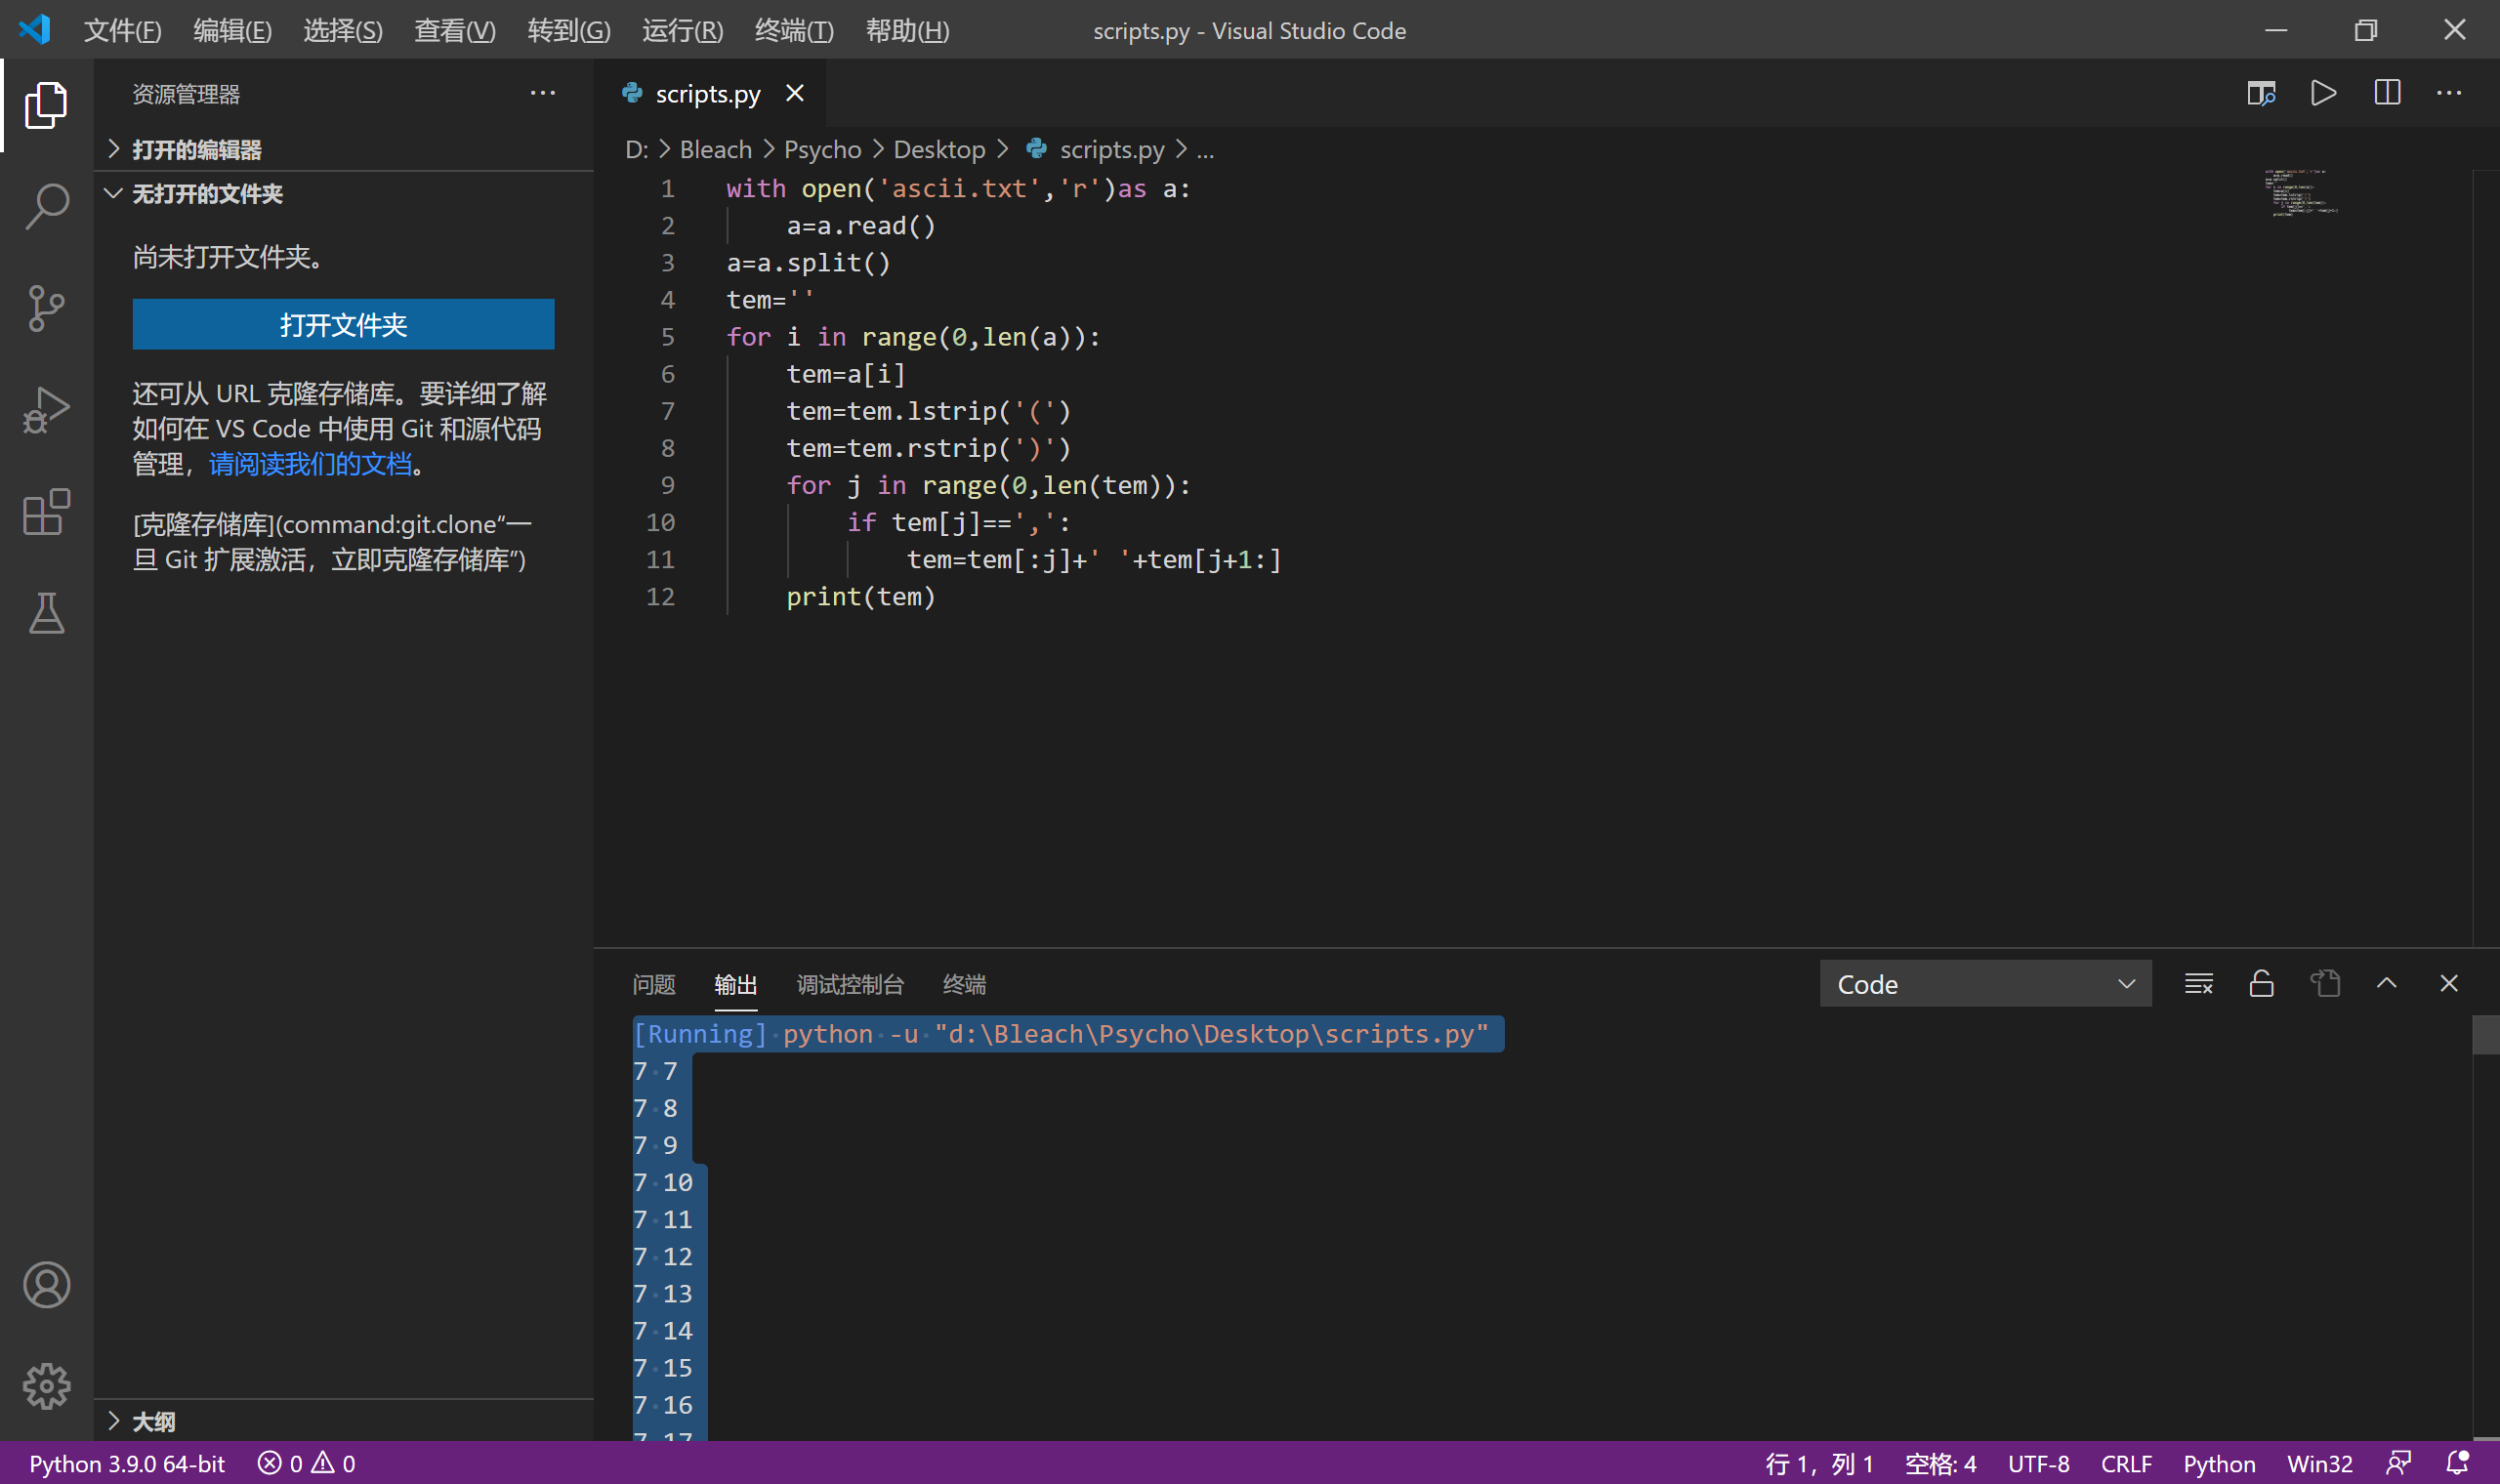 文件(F) 编辑(E) 选择(S) 查看(V) 转到(G) 运行(R) 终端(T) 帮助(H) scripts.py - Visual Studio Code
资源管理器 ···
打开的编辑器
无打开的文件夹
尚未打开文件夹。
打开文件夹
还可从 URL 克隆存储库。要详细了解
如何在 VS Code 中使用 Git 和源代码
管理，请阅读我们的文档。
[克隆存储库](command:git.clone“一
旦 Git 扩展激活，立即克隆存储库”)
大纲
scripts.py
D: > Bleach > Psycho > Desktop > scripts.py > ...
1 with open('ascii.txt','r')as a:
2     a=a.read()
3 a=a.split()
4 tem=''
5 for i in range(0,len(a)):
6     tem=a[i]
7     tem=tem.lstrip('(')
8     tem=tem.rstrip(')')
9     for j in range(0,len(tem)):
10         if tem[j]==',':
11             tem=tem[:j]+' '+tem[j+1:]
12     print(tem)
问题 输出 调试控制台 终端 Code
[Running] python -u "d:\Bleach\Psycho\Desktop\scripts.py"
7 7
7 8
7 9
7 10
7 11
7 12
7 13
7 14
7 15
7 16
7 17
Python 3.9.0 64-bit 0 0 行 1，列 1 空格: 4 UTF-8 CRLF Python Win32